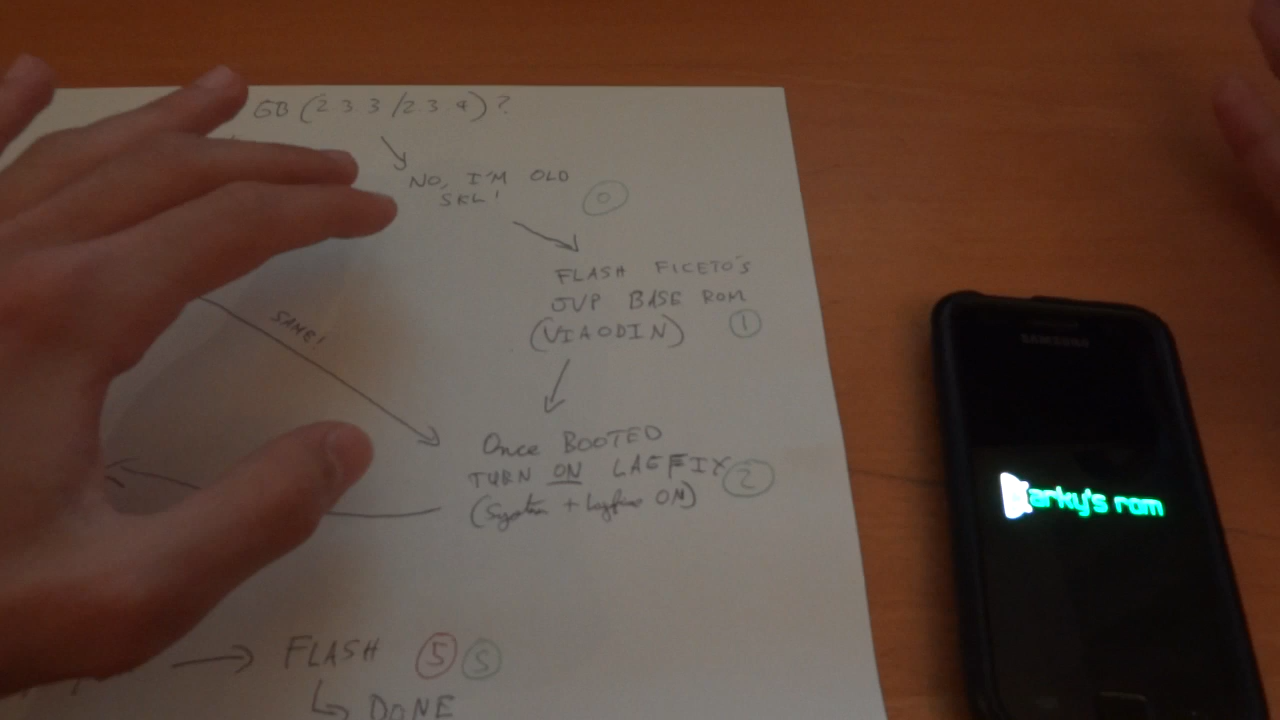 GB (2.3.3/2.3.4)?
NO, I'M OLD
SKL!
0
FLASH FICETO'S
JVP BASE ROM
(VIA ODIN) 1
SAME!
Once BOOTED
TURN ON LAGFIX 2
(System + Lagfix ON)
FLASH 5 5
DONE
SAMSUNG
Darky's rom